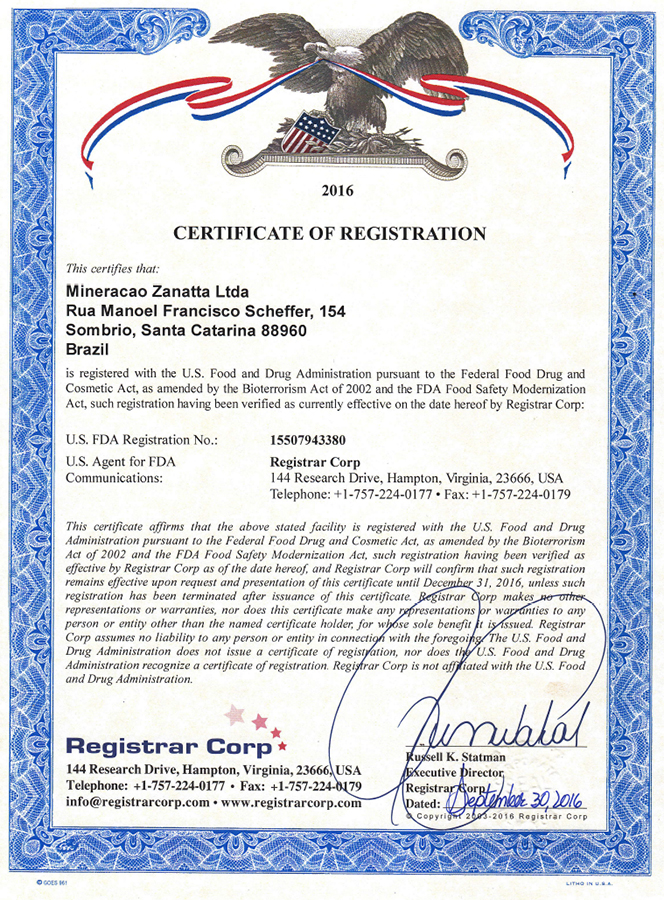 2016
CERTIFICATE OF REGISTRATION
This certifies that:
Mineracao Zanatta Ltda
Rua Manoel Francisco Scheffer, 154
Sombrio, Santa Catarina 88960
Brazil
is registered with the U.S. Food and Drug Administration pursuant to the Federal Food Drug and
Cosmetic Act, as amended by the Bioterrorism Act of 2002 and the FDA Food Safety Modernization
Act, such registration having been verified as currently effective on the date hereof by Registrar Corp:
U.S. FDA Registration No.: 15507943380
U.S. Agent for FDA Registrar Corp
Communications: 144 Research Drive, Hampton, Virginia, 23666, USA
Telephone: +1-757-224-0177 • Fax: +1-757-224-0179
This certificate affirms that the above stated facility is registered with the U.S. Food and Drug
Administration pursuant to the Federal Food Drug and Cosmetic Act, as amended by the Bioterrorism
Act of 2002 and the FDA Food Safety Modernization Act, such registration having been verified as
effective by Registrar Corp as of the date hereof, and Registrar Corp will confirm that such registration
remains effective upon request and presentation of this certificate until December 31, 2016, unless such
registration has been terminated after issuance of this certificate. Registrar Corp makes no other
representations or warranties, nor does this certificate make any representations or warranties to any
person or entity other than the named certificate holder, for whose sole benefit it is issued. Registrar
Corp assumes no liability to any person or entity in connection with the foregoing. The U.S. Food and
Drug Administration does not issue a certificate of registration, nor does the U.S. Food and Drug
Administration recognize a certificate of registration. Registrar Corp is not affiliated with the U.S. Food
and Drug Administration.
Registrar Corp
144 Research Drive, Hampton, Virginia, 23666, USA
Telephone: +1-757-224-0177 • Fax: +1-757-224-0179
info@registrarcorp.com • www.registrarcorp.com
Russell K. Statman
Executive Director
Registrar Corp
Dated: September 30, 2016
© Copyright 2003-2016 Registrar Corp
© GOES 861
LITHO IN U.S.A.